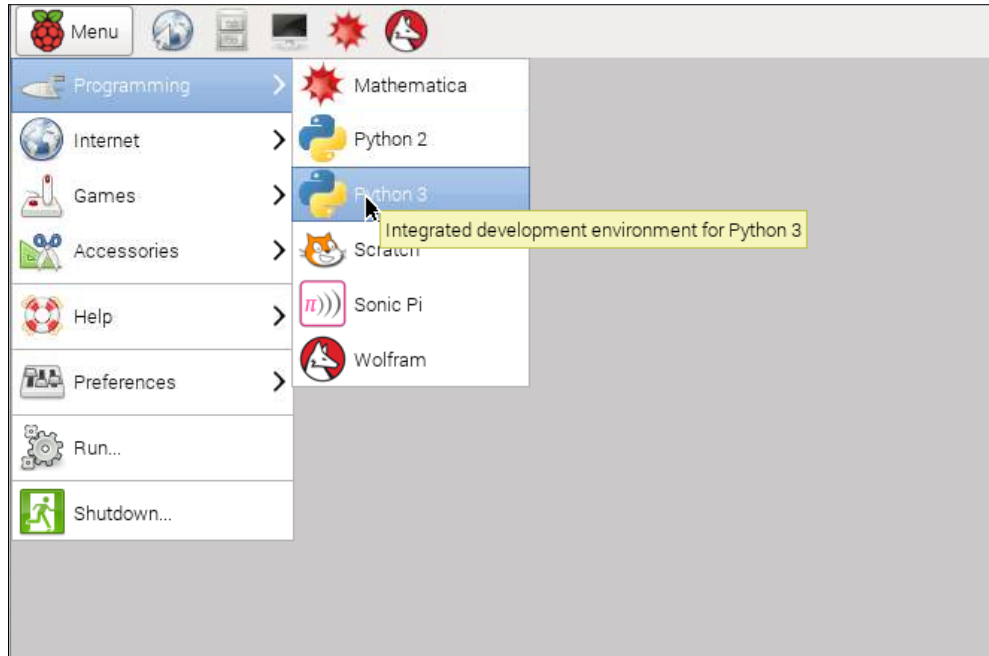 Menu
Programming
Internet
Games
Accessories
Help
Preferences
Run...
Shutdown...
Mathematica
Python 2
Python 3
Integrated development environment for Python 3
Scratch
Sonic Pi
π)))
Wolfram